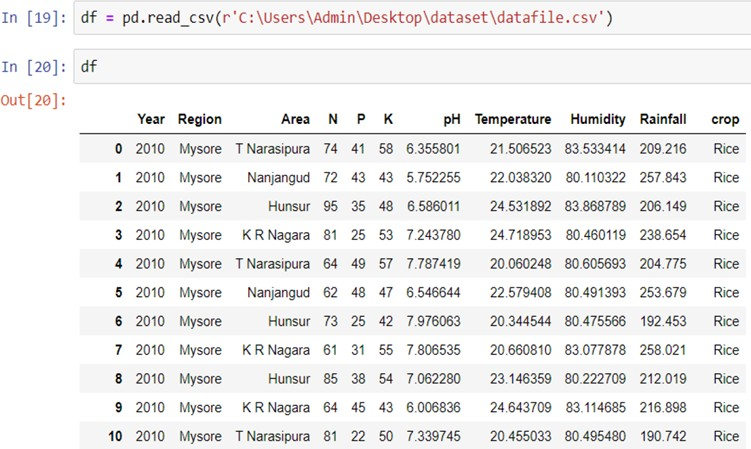 In [19]: df = pd.read_csv(r'C:\Users\Admin\Desktop\dataset\datafile.csv')
In [20]: df
Out[20]:
Year Region Area N P K pH Temperature Humidity Rainfall crop
0 2010 Mysore T Narasipura 74 41 58 6.355801 21.506523 83.533414 209.216 Rice
1 2010 Mysore Nanjangud 72 43 43 5.752255 22.038320 80.110322 257.843 Rice
2 2010 Mysore Hunsur 95 35 48 6.586011 24.531892 83.868789 206.149 Rice
3 2010 Mysore K R Nagara 81 25 53 7.243780 24.718953 80.460119 238.654 Rice
4 2010 Mysore T Narasipura 64 49 57 7.787419 20.060248 80.605693 204.775 Rice
5 2010 Mysore Nanjangud 62 48 47 6.546644 22.579408 80.491393 253.679 Rice
6 2010 Mysore Hunsur 73 25 42 7.976063 20.344544 80.475566 192.453 Rice
7 2010 Mysore K R Nagara 61 31 55 7.806535 20.660810 83.077878 258.021 Rice
8 2010 Mysore Hunsur 85 38 54 7.062280 23.146359 80.222709 212.019 Rice
9 2010 Mysore K R Nagara 64 45 43 6.006836 24.643709 83.114685 216.898 Rice
10 2010 Mysore T Narasipura 81 22 50 7.339745 20.455033 80.495480 190.742 Rice